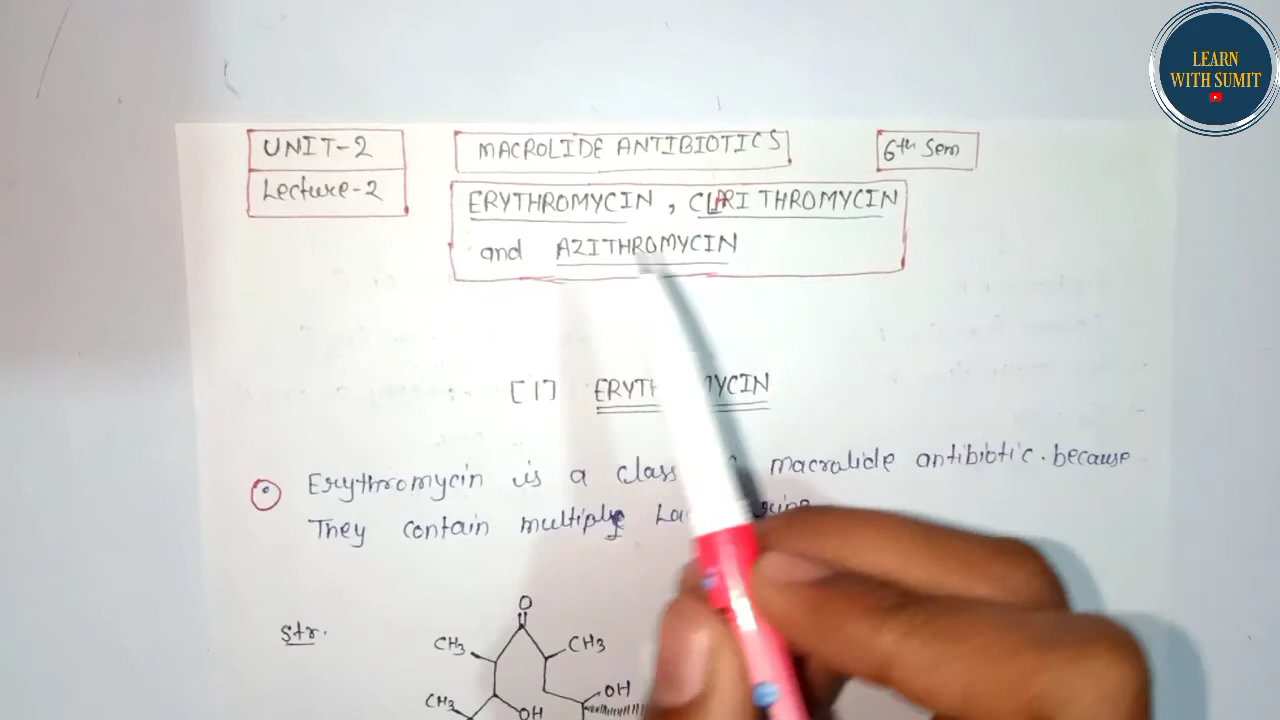 LEARN
WITH SUMIT
UNIT-2
MACROLIDE ANTIBIOTICS
6th Sem
Lecture-2
ERYTHROMYCIN, CLARITHROMYCIN
and AZITHROMYCIN
[1]
Erythromycin is a class macrolide antibiotic. because
They contain multiple
Str.
O
CH3
CH3
OH
CH3
OH